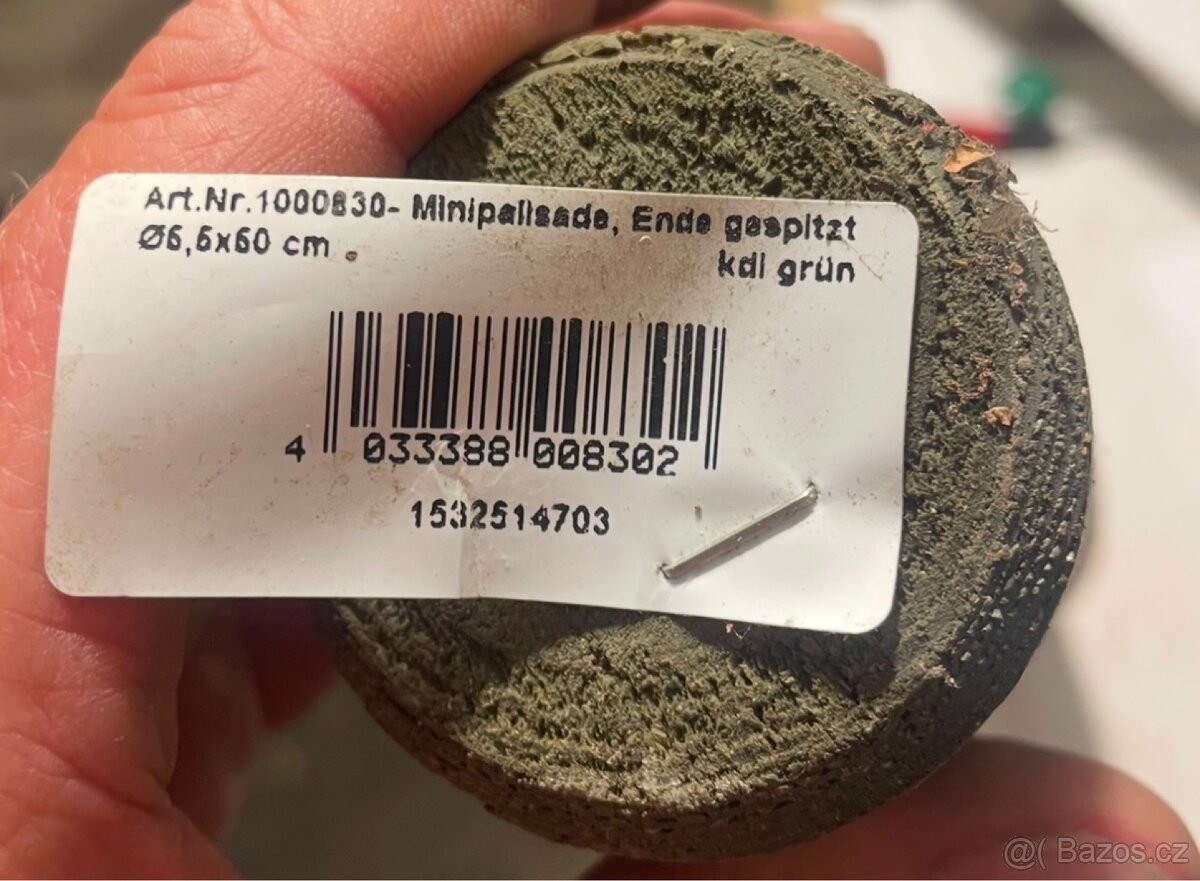 Art.Nr.1000830- Minipalisade, Ende gespitzt
Ø6,5x60 cm
kdi grün
4 033388 008302
1532514703
@( Bazos.cz